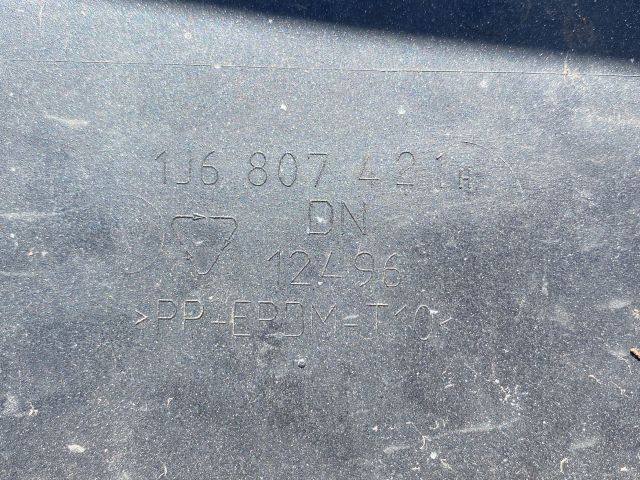 1J6 807 421 H
DN
12496
>PP-EPDM-T10<